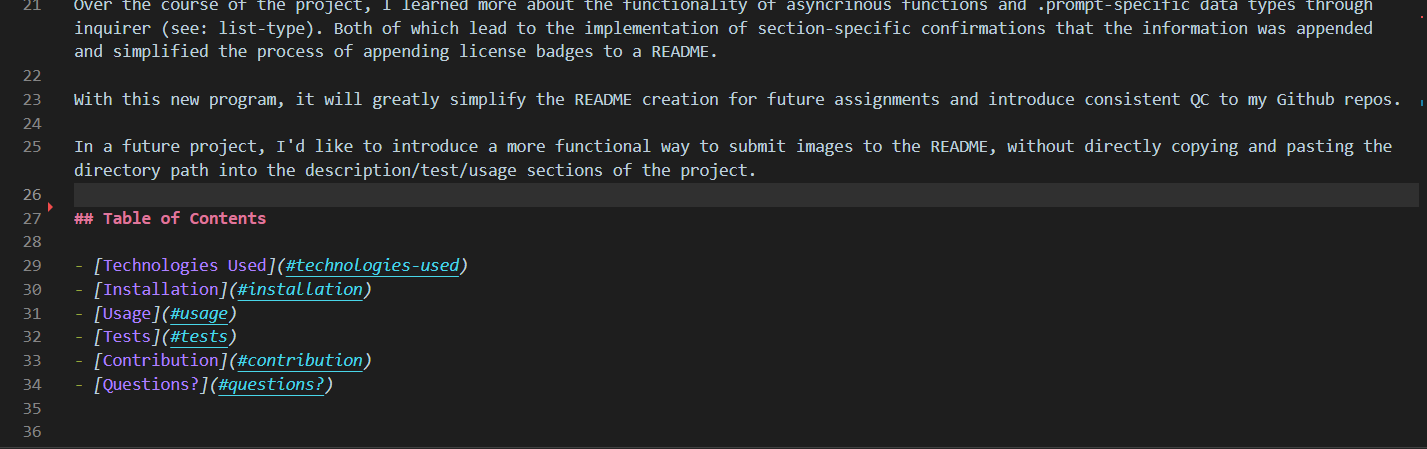 21 Over the course of the project, I learned more about the functionality of asyncrinous functions and .prompt-specific data types through
inquirer (see: list-type). Both of which lead to the implementation of section-specific confirmations that the information was appended
and simplified the process of appending license badges to a README.
22
23 With this new program, it will greatly simplify the README creation for future assignments and introduce consistent QC to my Github repos.
24
25 In a future project, I'd like to introduce a more functional way to submit images to the README, without directly copying and pasting the
directory path into the description/test/usage sections of the project.
26
27 ## Table of Contents
28
29 - [Technologies Used](#technologies-used)
30 - [Installation](#installation)
31 - [Usage](#usage)
32 - [Tests](#tests)
33 - [Contribution](#contribution)
34 - [Questions?](#questions?)
35
36